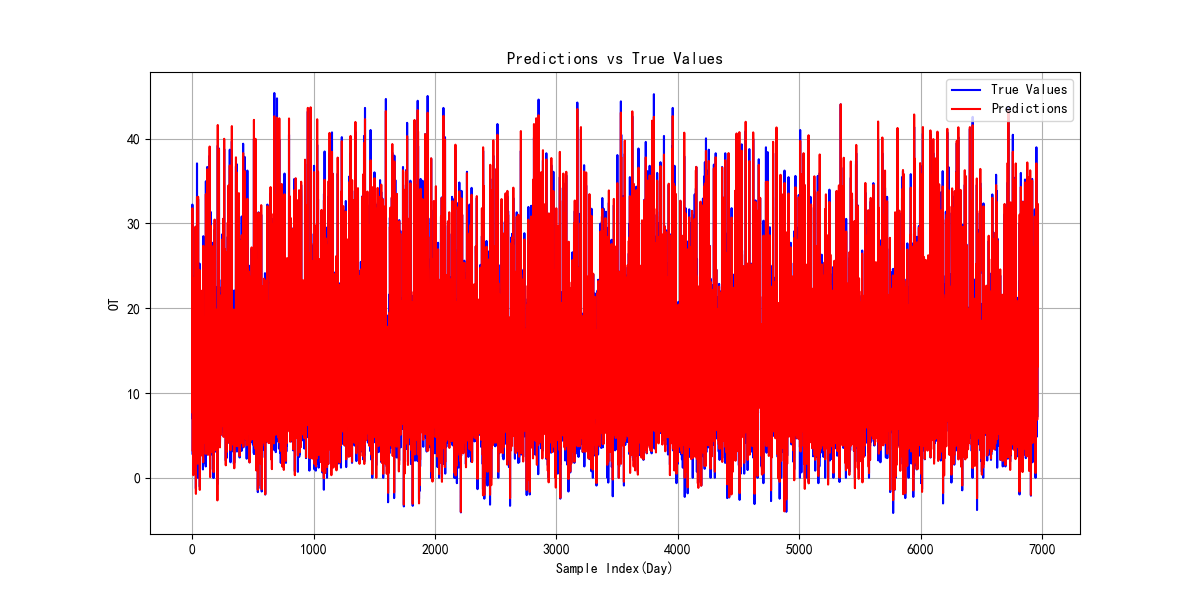 Predictions vs True Values
True Values
Predictions
OT
40
30
20
10
0
0 1000 2000 3000 4000 5000 6000 7000
Sample Index(Day)